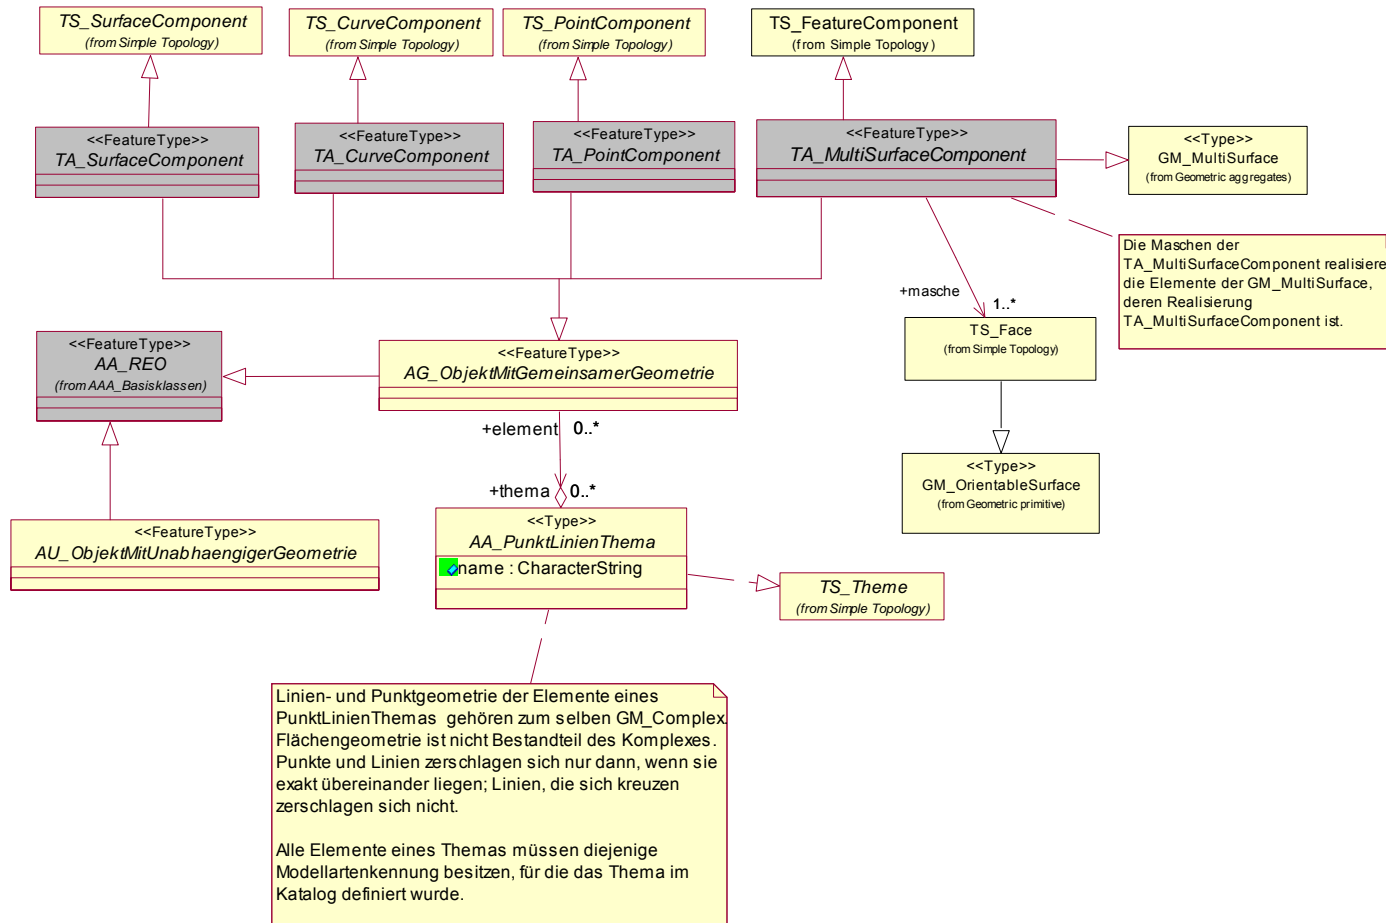 TS_SurfaceComponent
(from Simple Topology)
TS_CurveComponent
(from Simple Topology)
TS_PointComponent
(from Simple Topology)
TS_FeatureComponent
(from Simple Topology)
<<FeatureType>>
TA_SurfaceComponent
<<FeatureType>>
TA_CurveComponent
<<FeatureType>>
TA_PointComponent
<<FeatureType>>
TA_MultiSurfaceComponent
<<Type>>
GM_MultiSurface
(from Geometric aggregates)
Die Maschen der
TA_MultiSurfaceComponent realisiere
die Elemente der GM_MultiSurface,
deren Realisierung
TA_MultiSurfaceComponent ist.
+masche
1..*
TS_Face
(from Simple Topology)
<<FeatureType>>
AA_REO
(from AAA_Basisklassen)
<<FeatureType>>
AG_ObjektMitGemeinsamerGeometrie
+element 0..*
+thema 0..*
<<Type>>
GM_OrientableSurface
(from Geometric primitive)
<<FeatureType>>
AU_ObjektMitUnabhaengigerGeometrie
<<Type>>
AA_PunktLinienThema
name : CharacterString
TS_Theme
(from Simple Topology)
Linien- und Punktgeometrie der Elemente eines
PunktLinienThemas gehören zum selben GM_Complex.
Flächengeometrie ist nicht Bestandteil des Komplexes.
Punkte und Linien zerschlagen sich nur dann, wenn sie
exakt übereinander liegen; Linien, die sich kreuzen
zerschlagen sich nicht.
Alle Elemente eines Themas müssen diejenige
Modellartenkennung besitzen, für die das Thema im
Katalog definiert wurde.